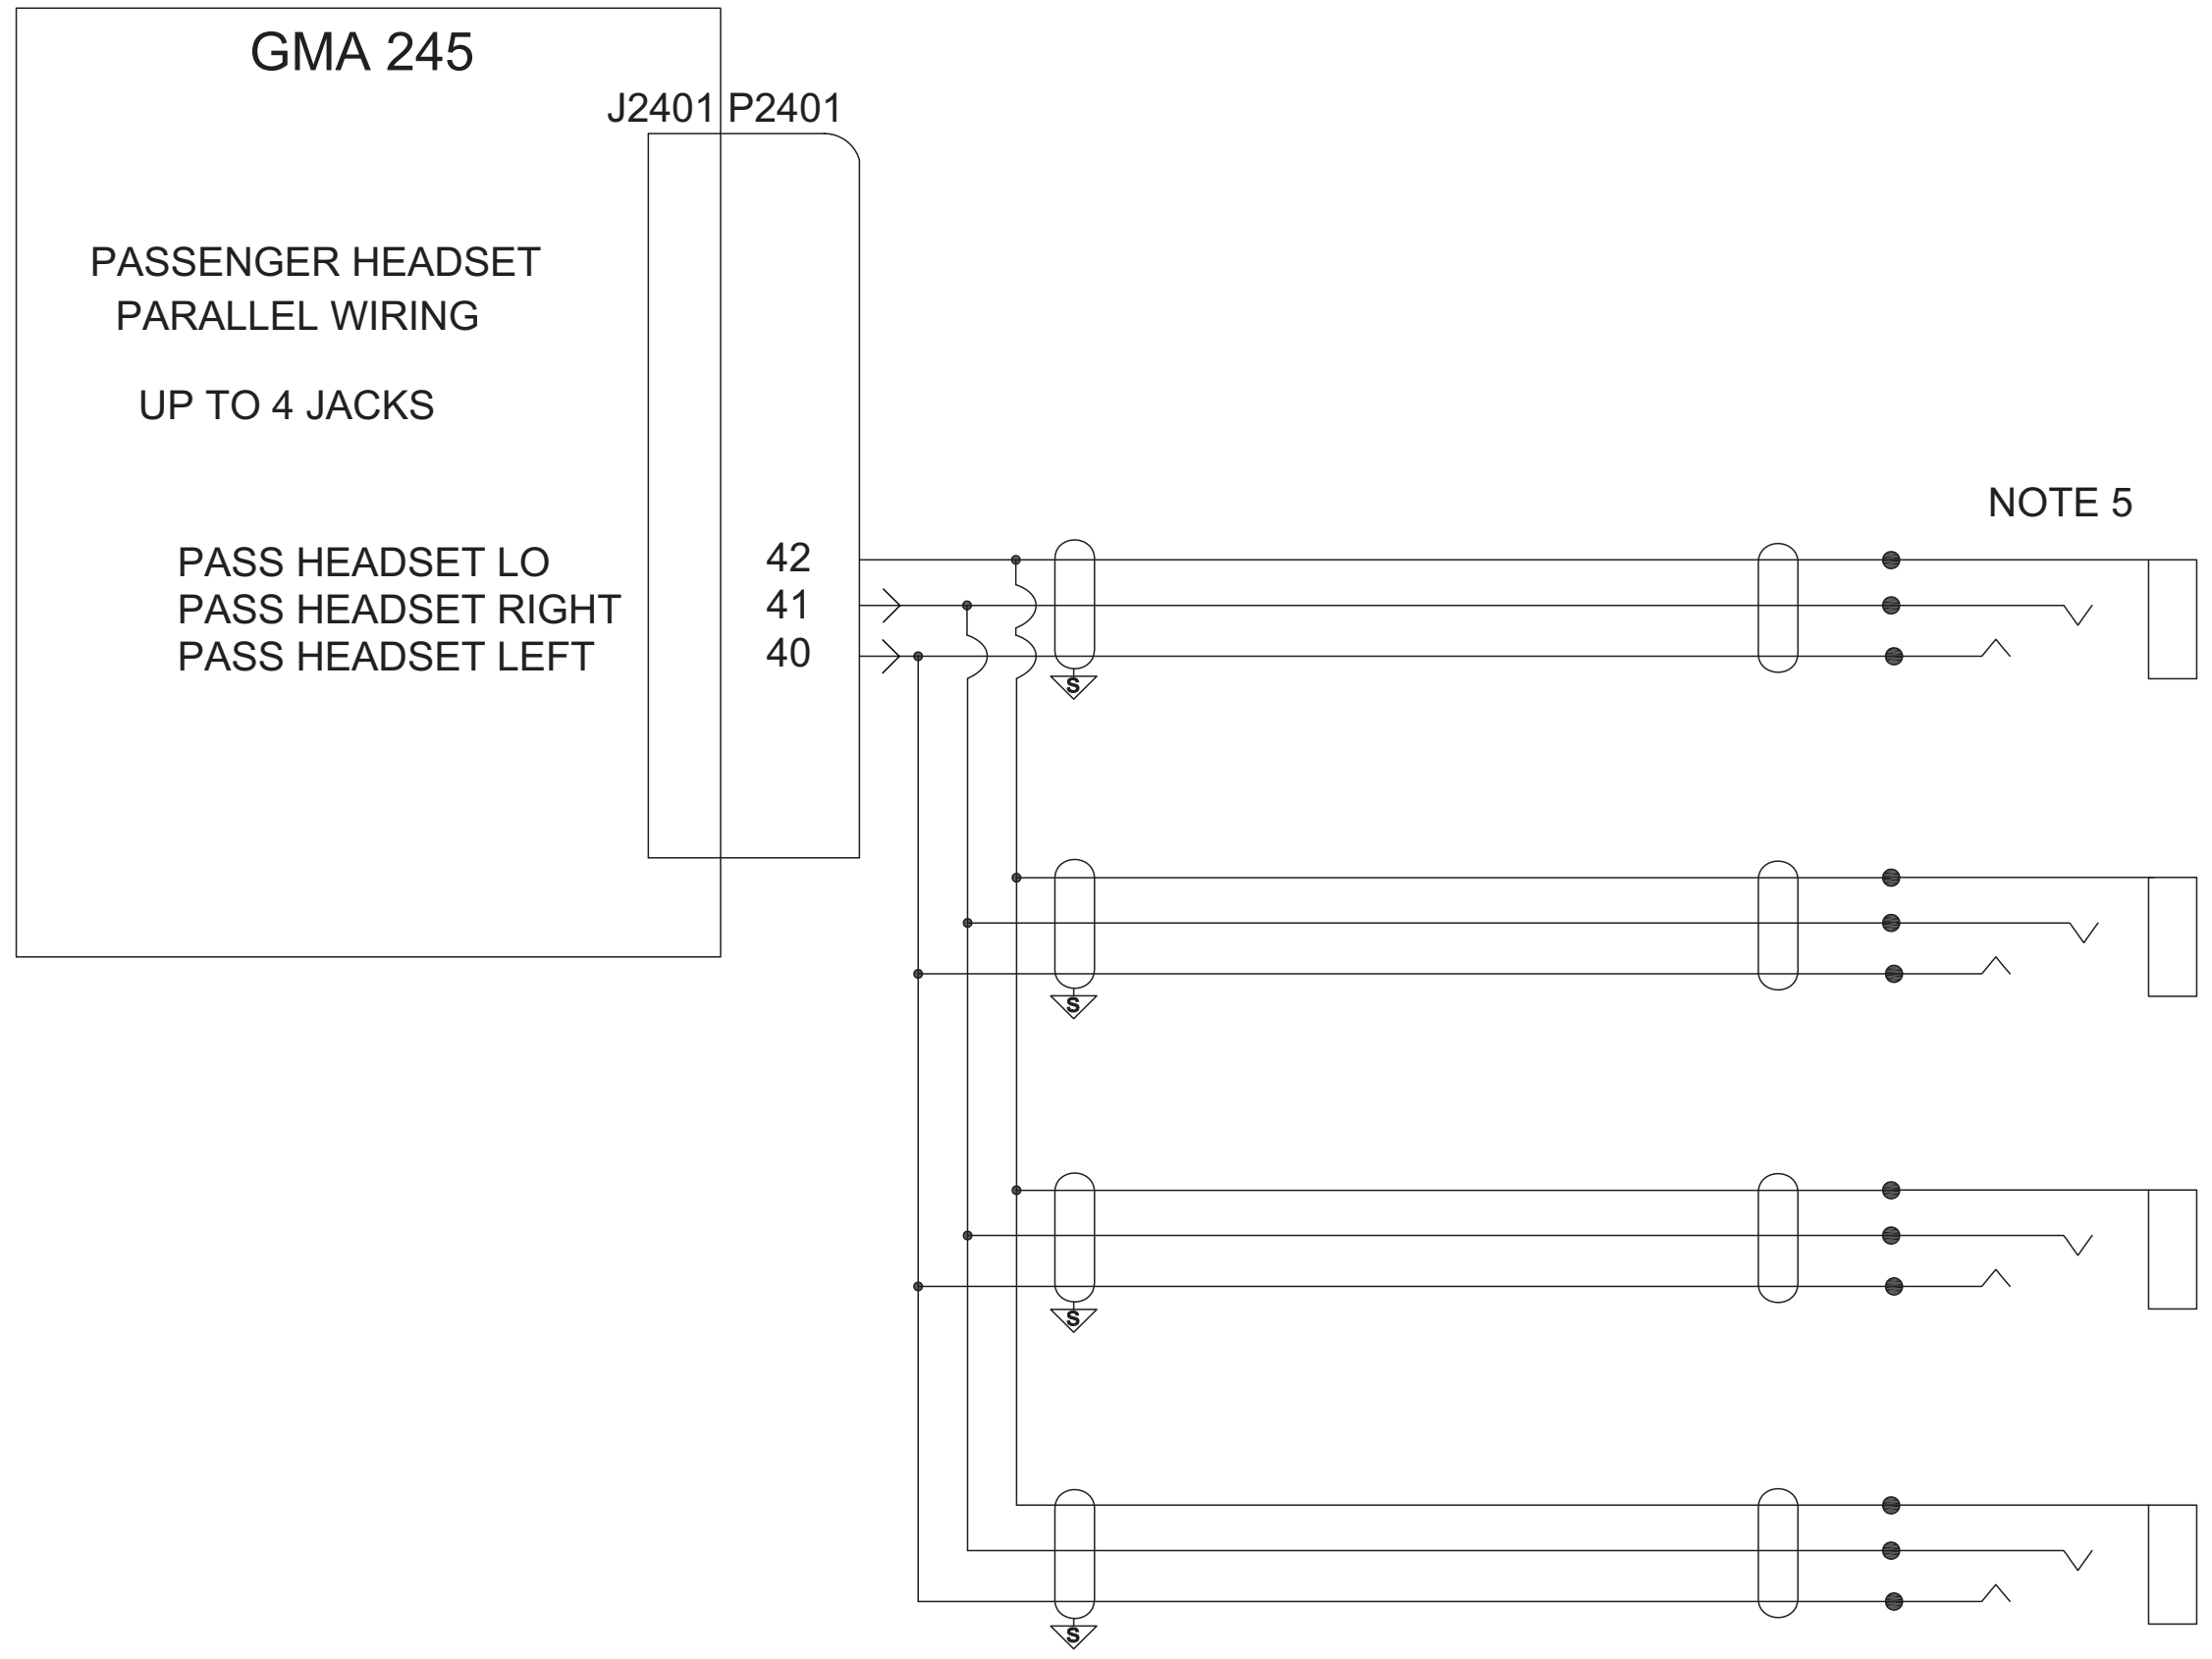 GMA 245
J2401 P2401
PASSENGER HEADSET
PARALLEL WIRING
UP TO 4 JACKS
NOTE 5
PASS HEADSET LO 42
PASS HEADSET RIGHT 41
PASS HEADSET LEFT 40
S
S
S
S